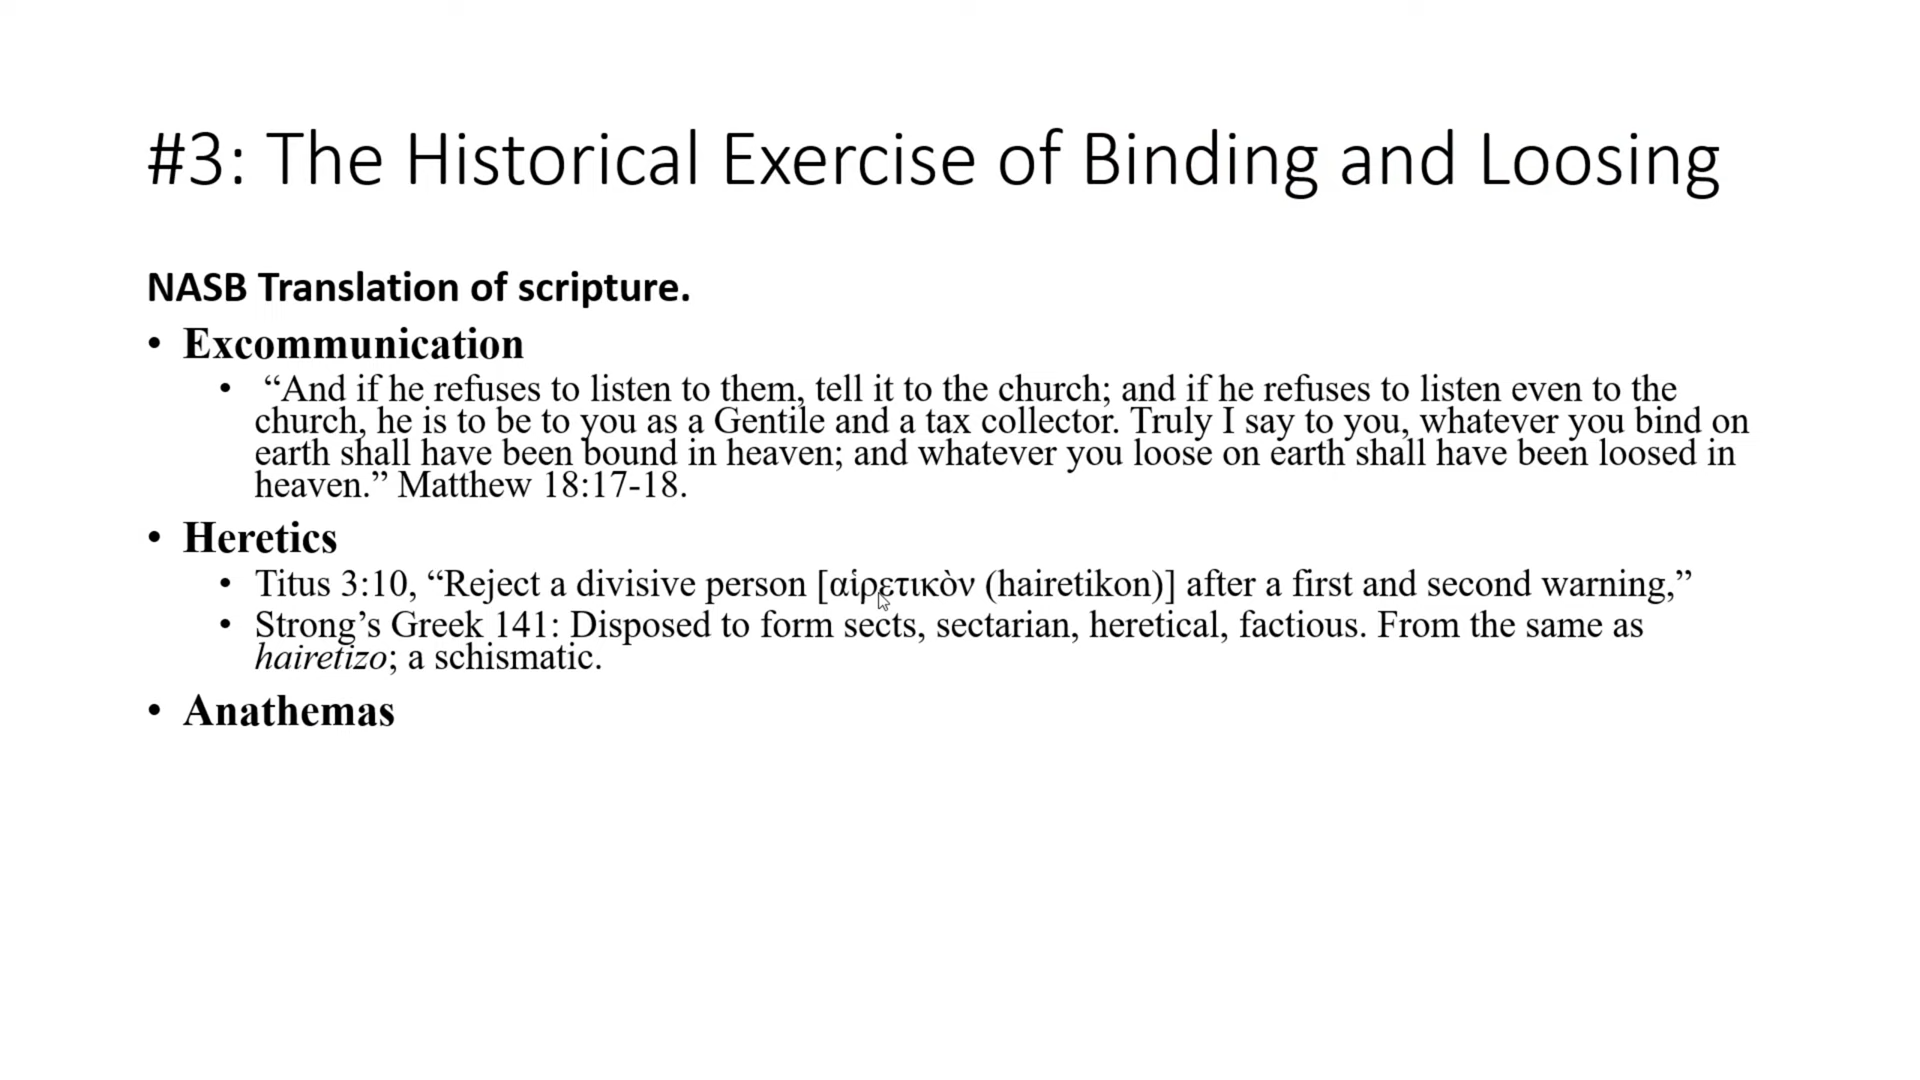 #3: The Historical Exercise of Binding and Loosing
NASB Translation of scripture.
• Excommunication
• “And if he refuses to listen to them, tell it to the church; and if he refuses to listen even to the
church, he is to be to you as a Gentile and a tax collector. Truly I say to you, whatever you bind on
earth shall have been bound in heaven; and whatever you loose on earth shall have been loosed in
heaven.” Matthew 18:17-18.
• Heretics
• Titus 3:10, “Reject a divisive person [αἱρετικὸν (hairetikon)] after a first and second warning,”
• Strong’s Greek 141: Disposed to form sects, sectarian, heretical, factious. From the same as
hairetizo; a schismatic.
• Anathemas